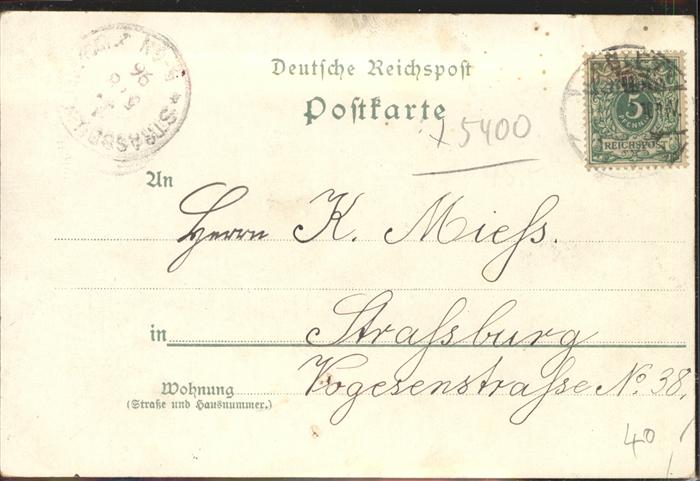 Deutsche Reichspost
Postkarte
5
REICHSPOST
* STRASSBURG
96
x 5400
An
Herrn K. Miess.
in Strassburg
Wohnung Vogesenstrasse No. 38.
(Straße und Hausnummer.)
40